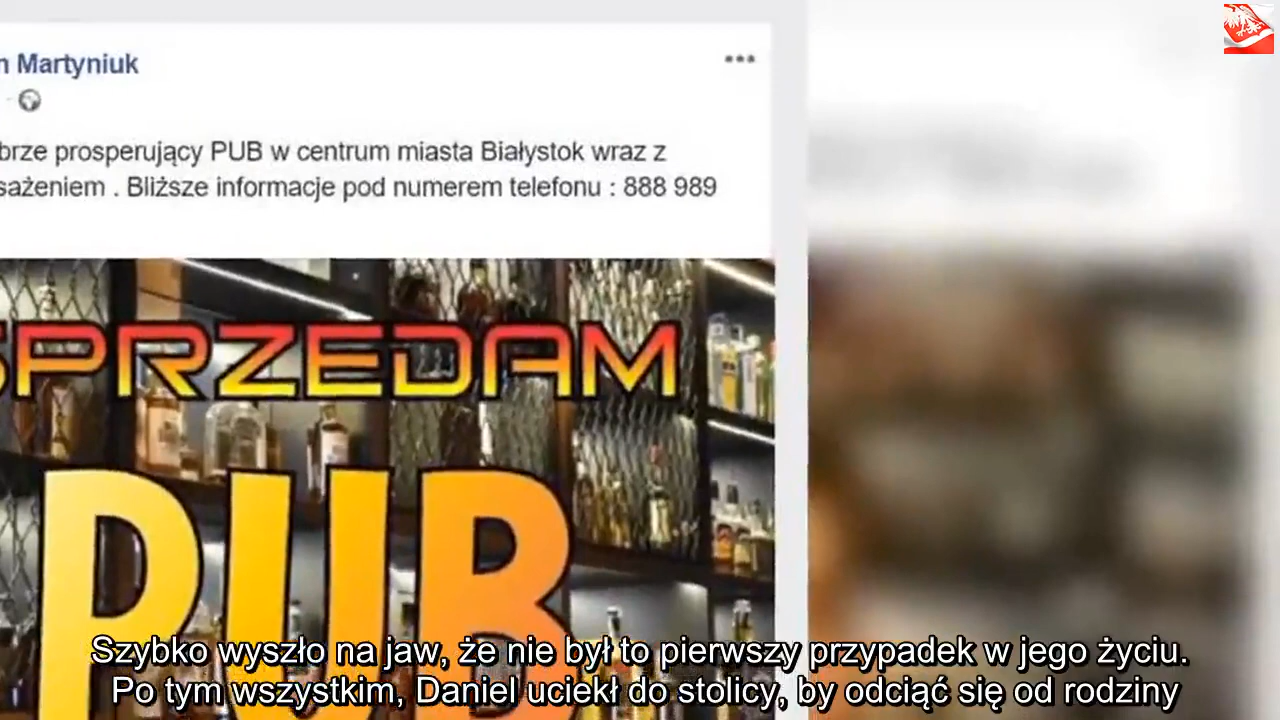 Martyniuk
prosperujący PUB w centrum miasta Białystok wraz z
. Bliższe informacje pod numerem telefonu : 888 989
SPRZEDAM
PUB
Szybko wyszło na jaw, że nie był to pierwszy przypadek w jego życiu.
Po tym wszystkim, Daniel uciekł do stolicy, by odciąć się od rodziny